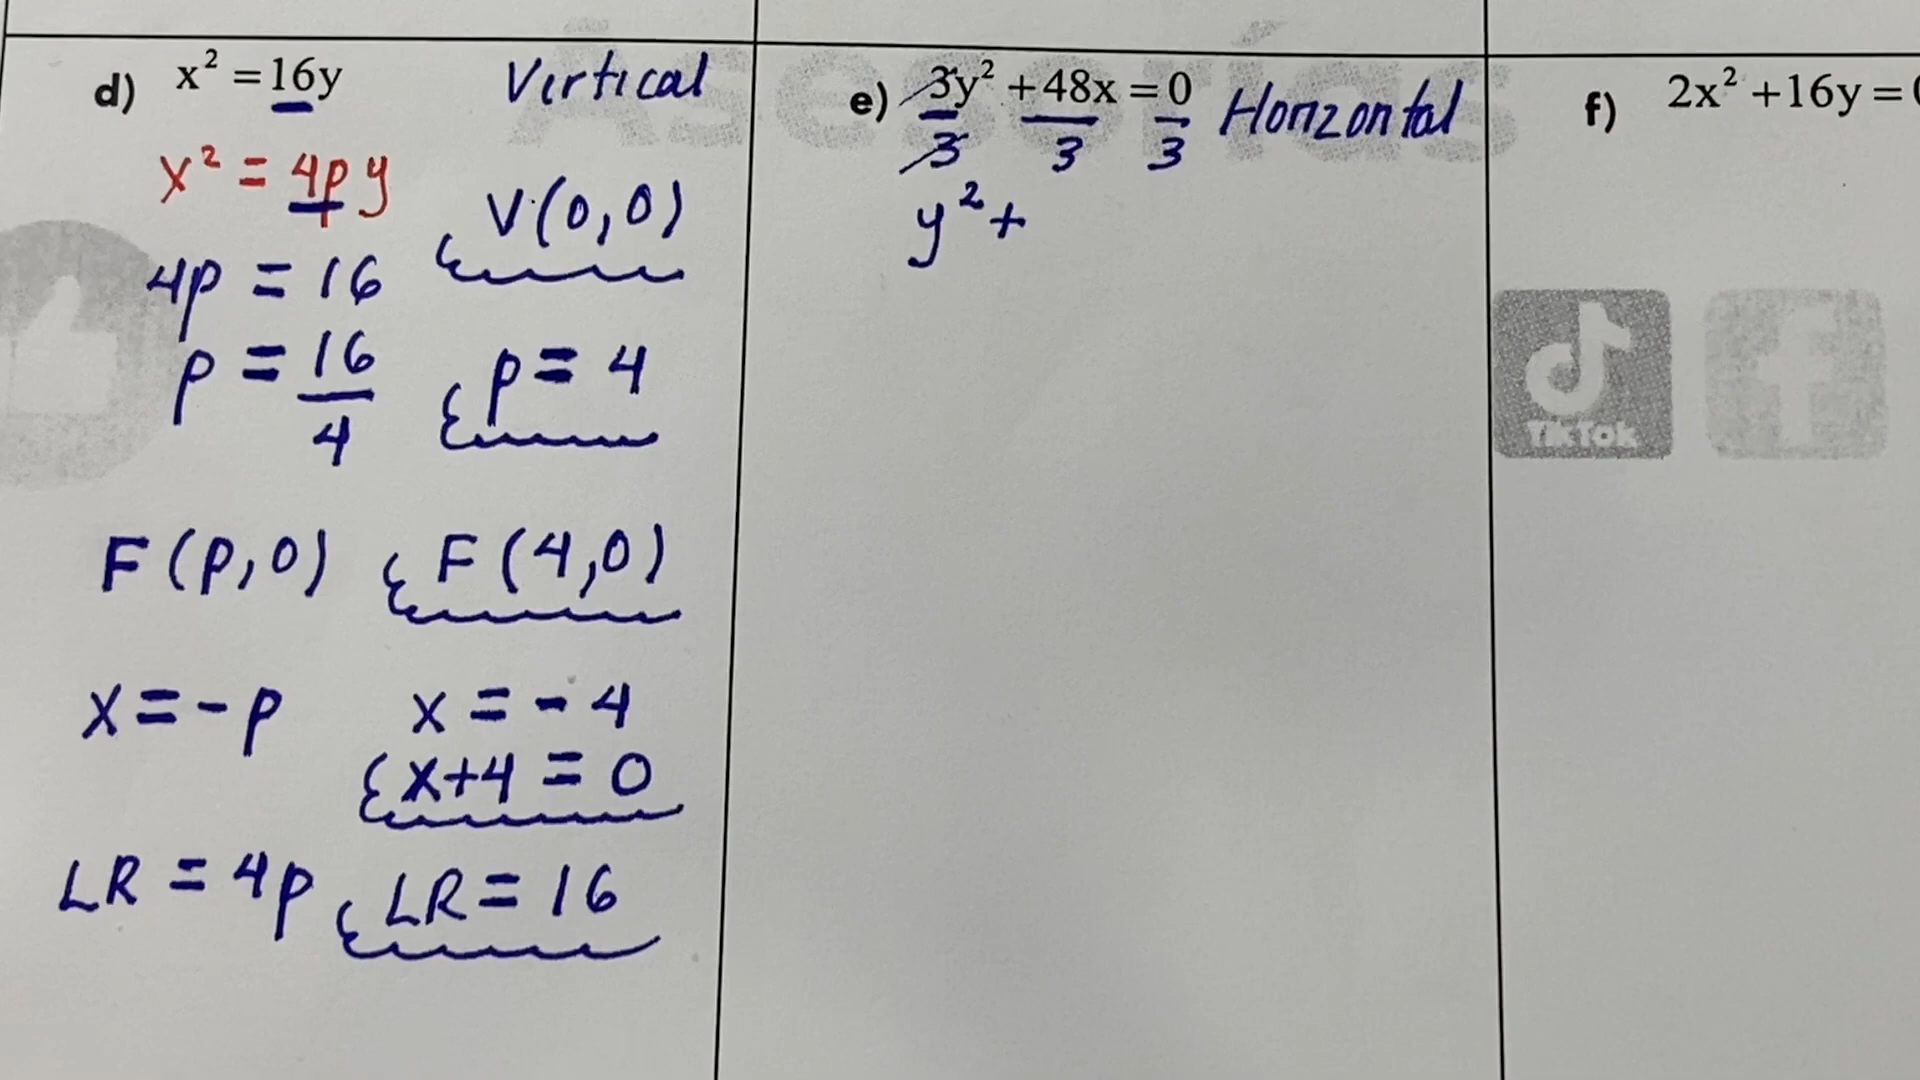 d) x² = 16y Vertical
x² = 4py
V(0,0)
4p = 16
p = 16/4
p = 4
F(p,0) F(4,0)
x = -p x = -4
x+4 = 0
LR = 4p LR = 16
e) 3y² + 48x = 0 Horizontal
3 3 3
y² +
f) 2x² + 16y =
Asesorías
TikTok